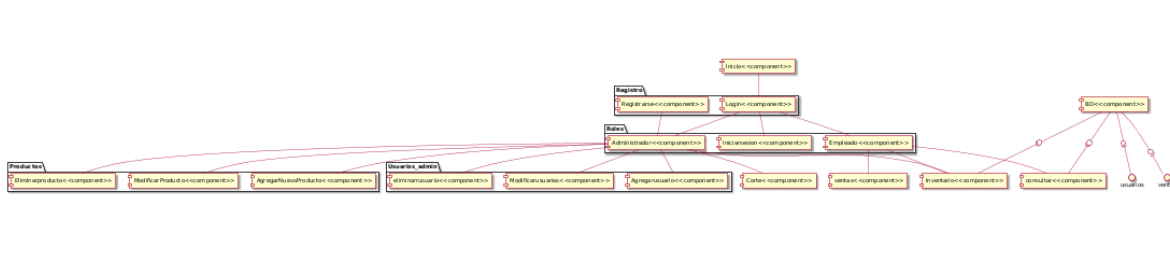 Inicio<<component>>
Registro
Registrarse<<component>>
Login<<component>>
BD<<component>>
Roles
Administrador<<component>>
Iniciarsesion<<component>>
Empleado<<component>>
Productos
Eliminarproducto<<component>>
ModificarProducto<<component>>
AgregarNuevoProducto<<component>>
Usuarios_admin
eliminarusuario<<component>>
Modificarusuarios<<component>>
Agregarusuario<<component>>
Corte<<component>>
ventas<<component>>
Inventario<<component>>
consultar<<component>>
usuarios